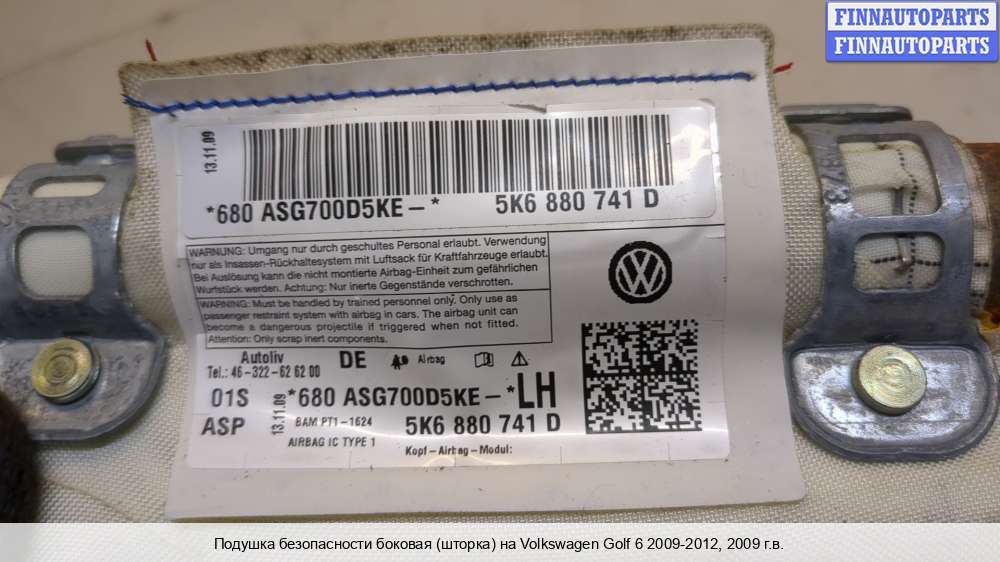 FINNAUTOPARTS
FINNAUTOPARTS
13.11.09
*680 ASG700D5KE-* 5K6 880 741 D
WARNUNG: Umgang nur durch geschultes Personal erlaubt. Verwendung
nur als Insassen-Rückhaltesystem mit Luftsack für Kraftfahrzeuge erlaubt.
Bei Auslösung kann die nicht montierte Airbag-Einheit zum gefährlichen
Wurfstück werden. Achtung: Nur inerte Gegenstände verschrotten.
WARNING: Must be handled by trained personnel only. Only use as
passenger restraint system with airbag in cars. The airbag unit can
become a dangerous projectile if triggered when not fitted.
Attention: Only scrap inert components.
Autoliv DE Airbag
Tel.: 46-322-62 62 00
01S *680 ASG700D5KE-* LH
ASP 13.11.09 BAM PT1-1624 5K6 880 741 D
AIRBAG IC TYPE 1 Kopf-Airbag-Modul:
Подушка безопасности боковая (шторка) на Volkswagen Golf 6 2009-2012, 2009 г.в.